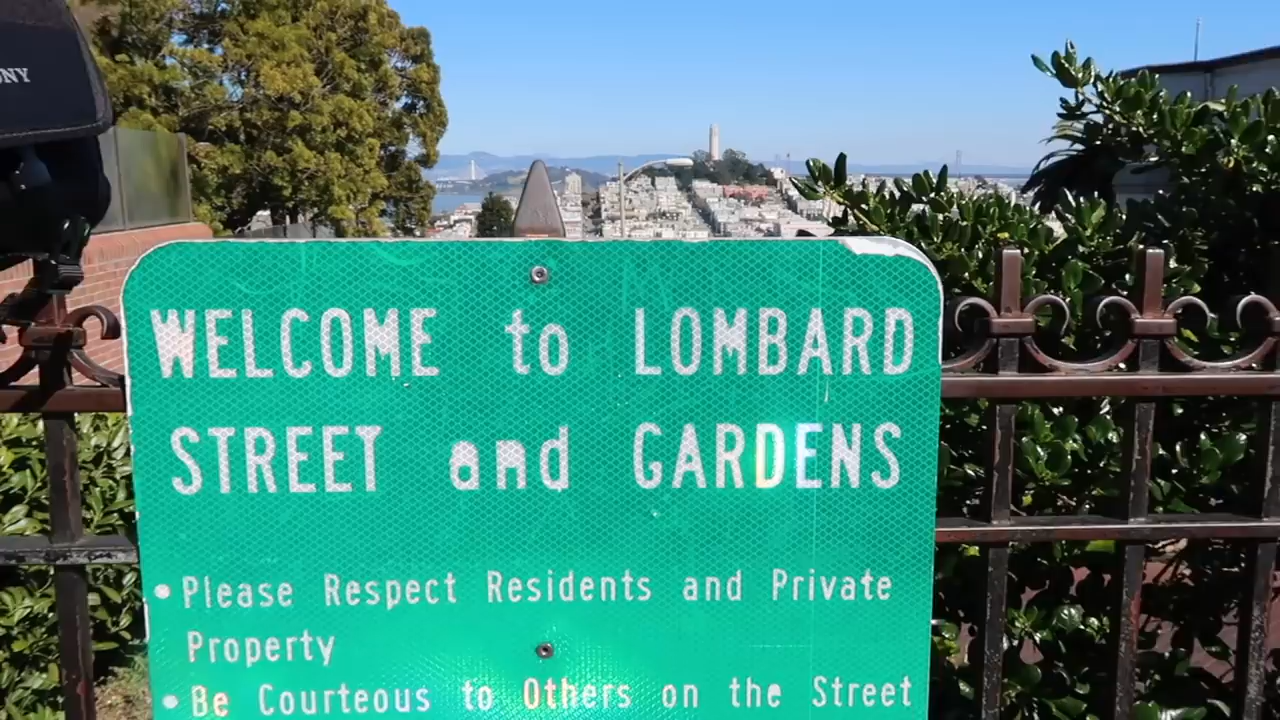 WELCOME to LOMBARD
STREET and GARDENS
• Please Respect Residents and Private
Property
• Be Courteous to Others on the Street